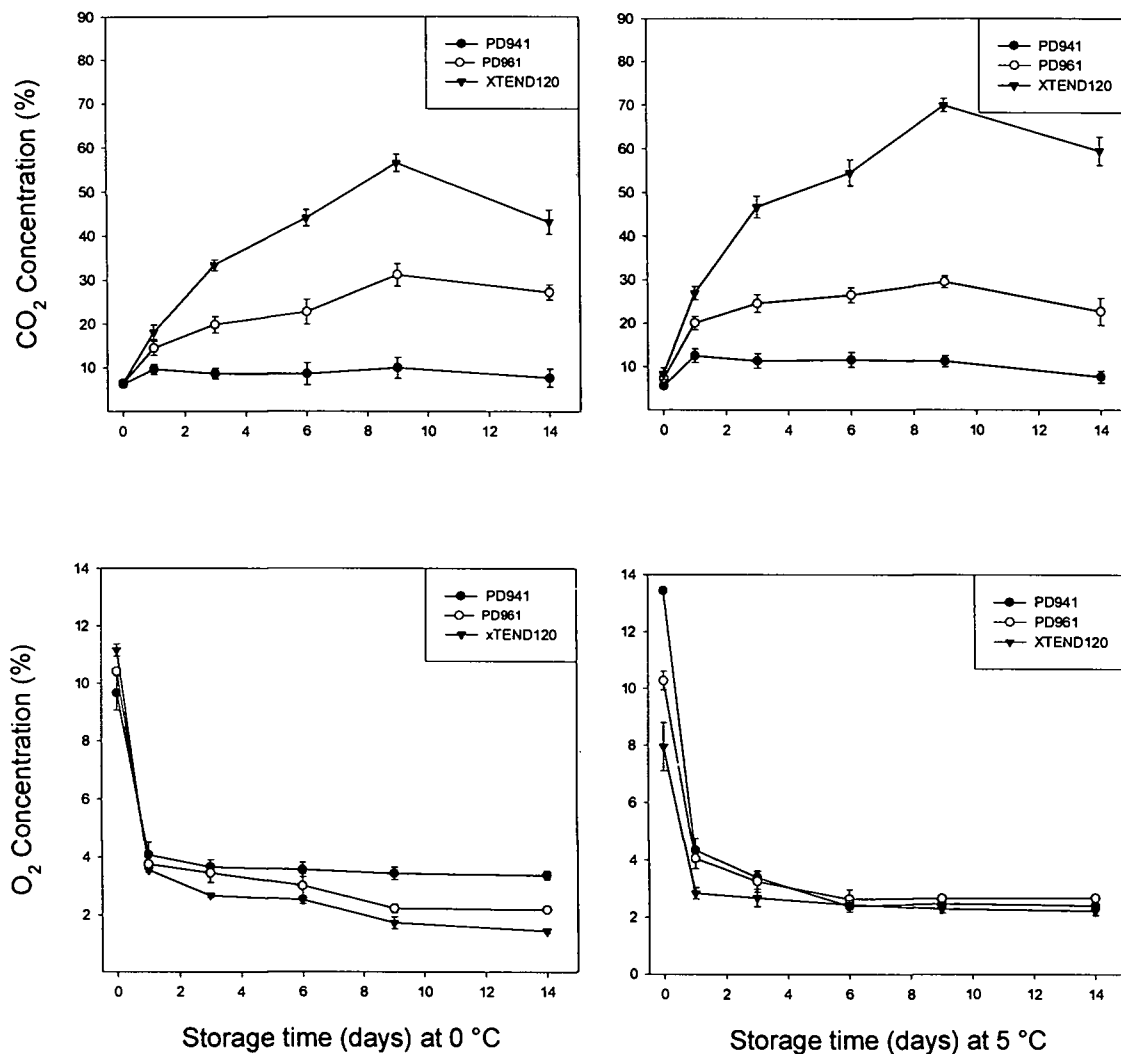 CO2 Concentration (%)
90
80
70
60
50
40
30
20
10
0 2 4 6 8 10 12 14
PD941
PD961
XTEND120
90
80
70
60
50
40
30
20
10
0 2 4 6 8 10 12 14
PD941
PD961
XTEND120
O2 Concentration (%)
14
12
10
8
6
4
2
0 2 4 6 8 10 12 14
PD941
PD961
xTEND120
Storage time (days) at 0 °C
14
12
10
8
6
4
2
0
0 2 4 6 8 10 12 14
PD941
PD961
XTEND120
Storage time (days) at 5 °C